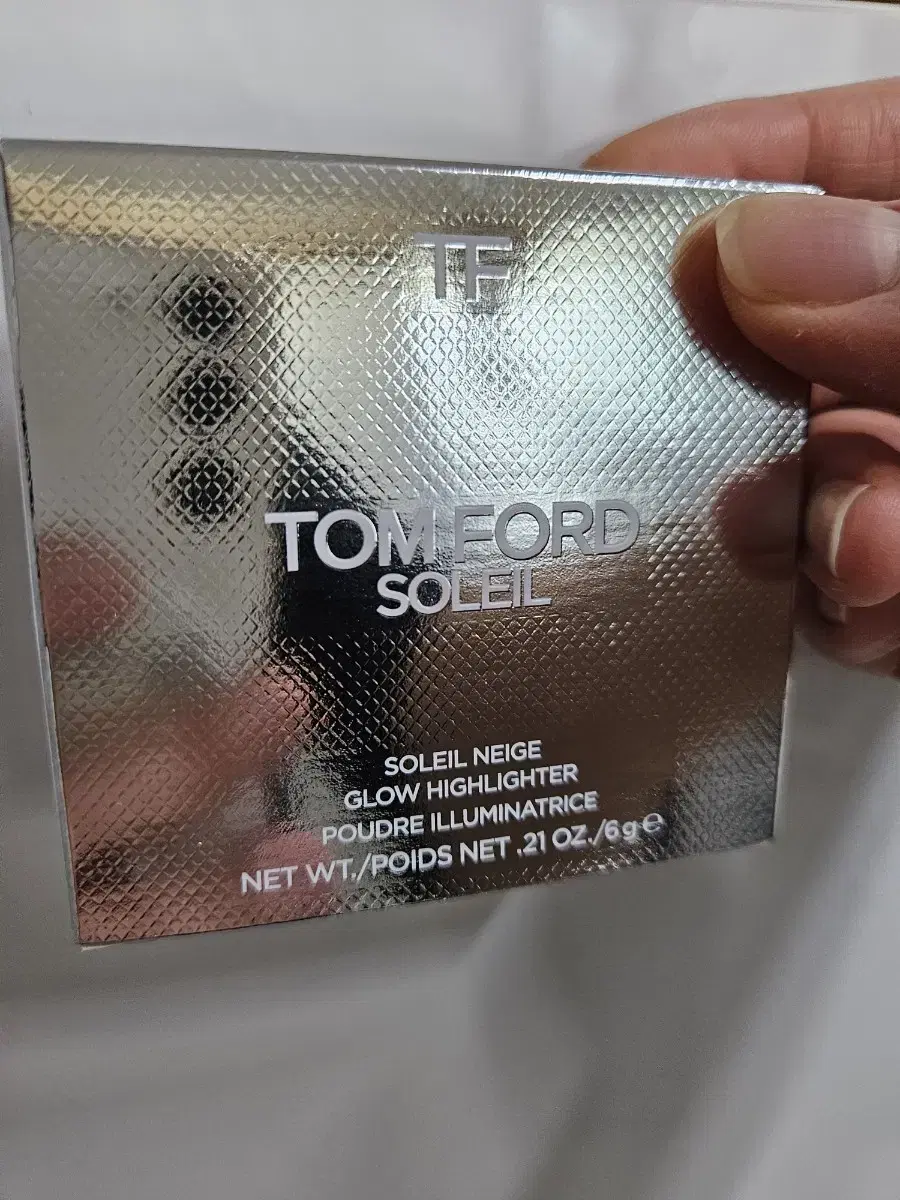 TF
TOM FORD
SOLEIL
SOLEIL NEIGE
GLOW HIGHLIGHTER
POUDRE ILLUMINATRICE
NET WT./POIDS NET .21 OZ./6g℮